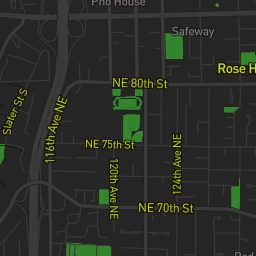 Pho House
Safeway
Rose H
NE 80th St
Slater St S
116th Ave NE
NE 75th St
120th Ave NE
124th Ave NE
NE 70th St